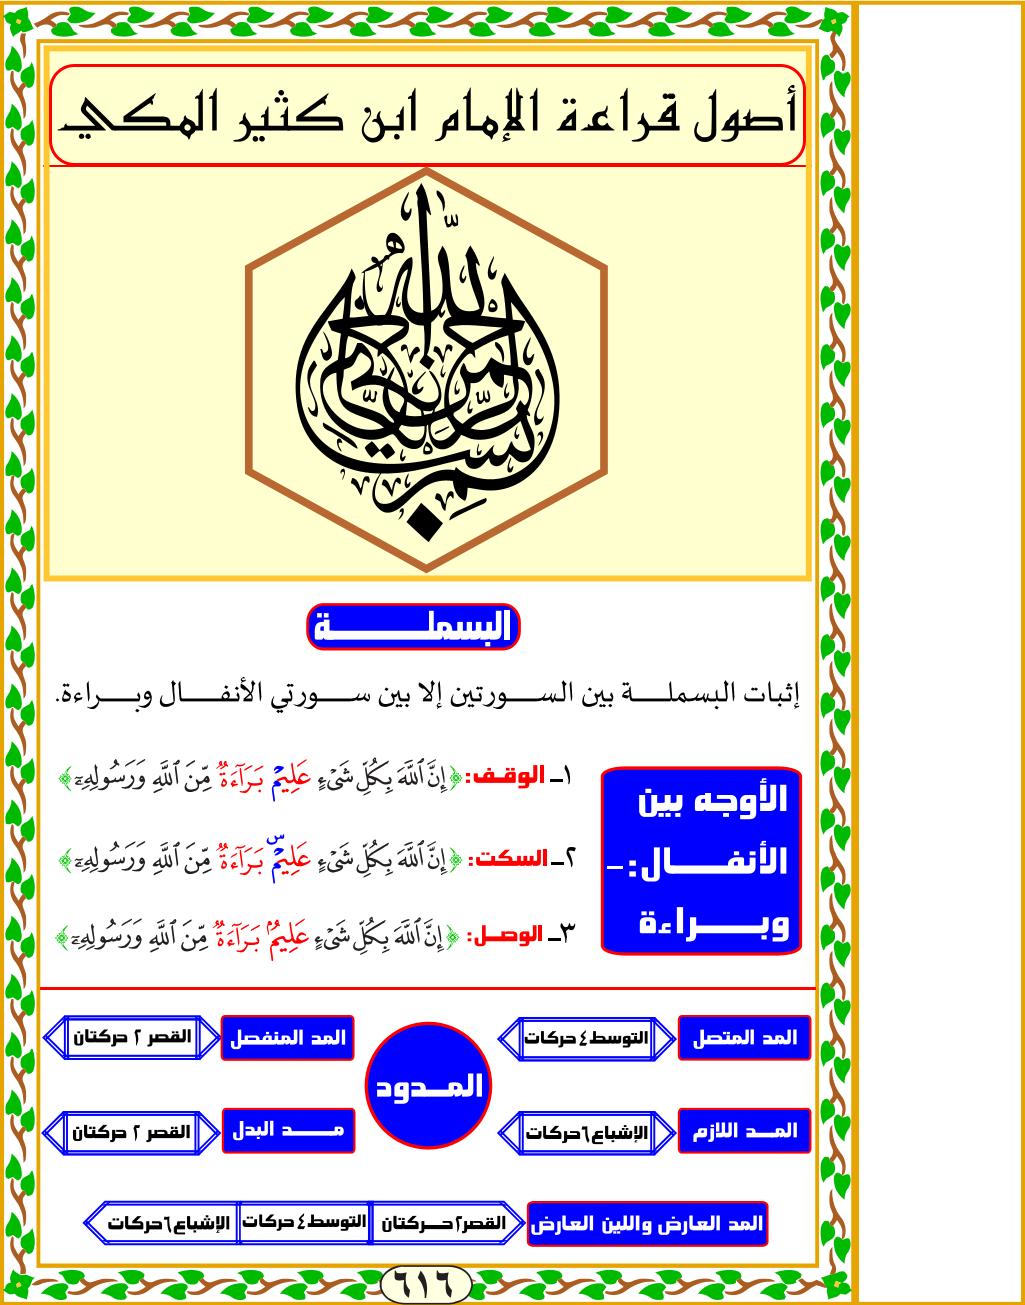 أصول قراءة الإمام ابن كثير المكي
بسم الله الرحمن الرحيم
البسملة
إثبات البسملة بين السورتين إلا بين سورتي الأنفال وبراءة.
الأوجه بين
الأنفال :-
وبراءة
١- الوقف: ﴿إِنَّ ٱللَّهَ بِكُلِّ شَىْءٍ عَلِيمْ بَرَآءَةٌ مِّنَ ٱللَّهِ وَرَسُولِهِۦٓ﴾
٢- السكت: ﴿إِنَّ ٱللَّهَ بِكُلِّ شَىْءٍ عَلِيمْۜ بَرَآءَةٌ مِّنَ ٱللَّهِ وَرَسُولِهِۦٓ﴾
٣- الوصل: ﴿إِنَّ ٱللَّهَ بِكُلِّ شَىْءٍ عَلِيمٌۢ بَرَآءَةٌ مِّنَ ٱللَّهِ وَرَسُولِهِۦٓ﴾
المدود
المد المتصل التوسط ٤ حركات
المد المنفصل القصر ٢ حركتان
المد اللازم الإشباع ٦ حركات
مد البدل القصر ٢ حركتان
المد العارض واللين العارض القصر ٢ حركتان التوسط ٤ حركات الإشباع ٦ حركات
٦١٦